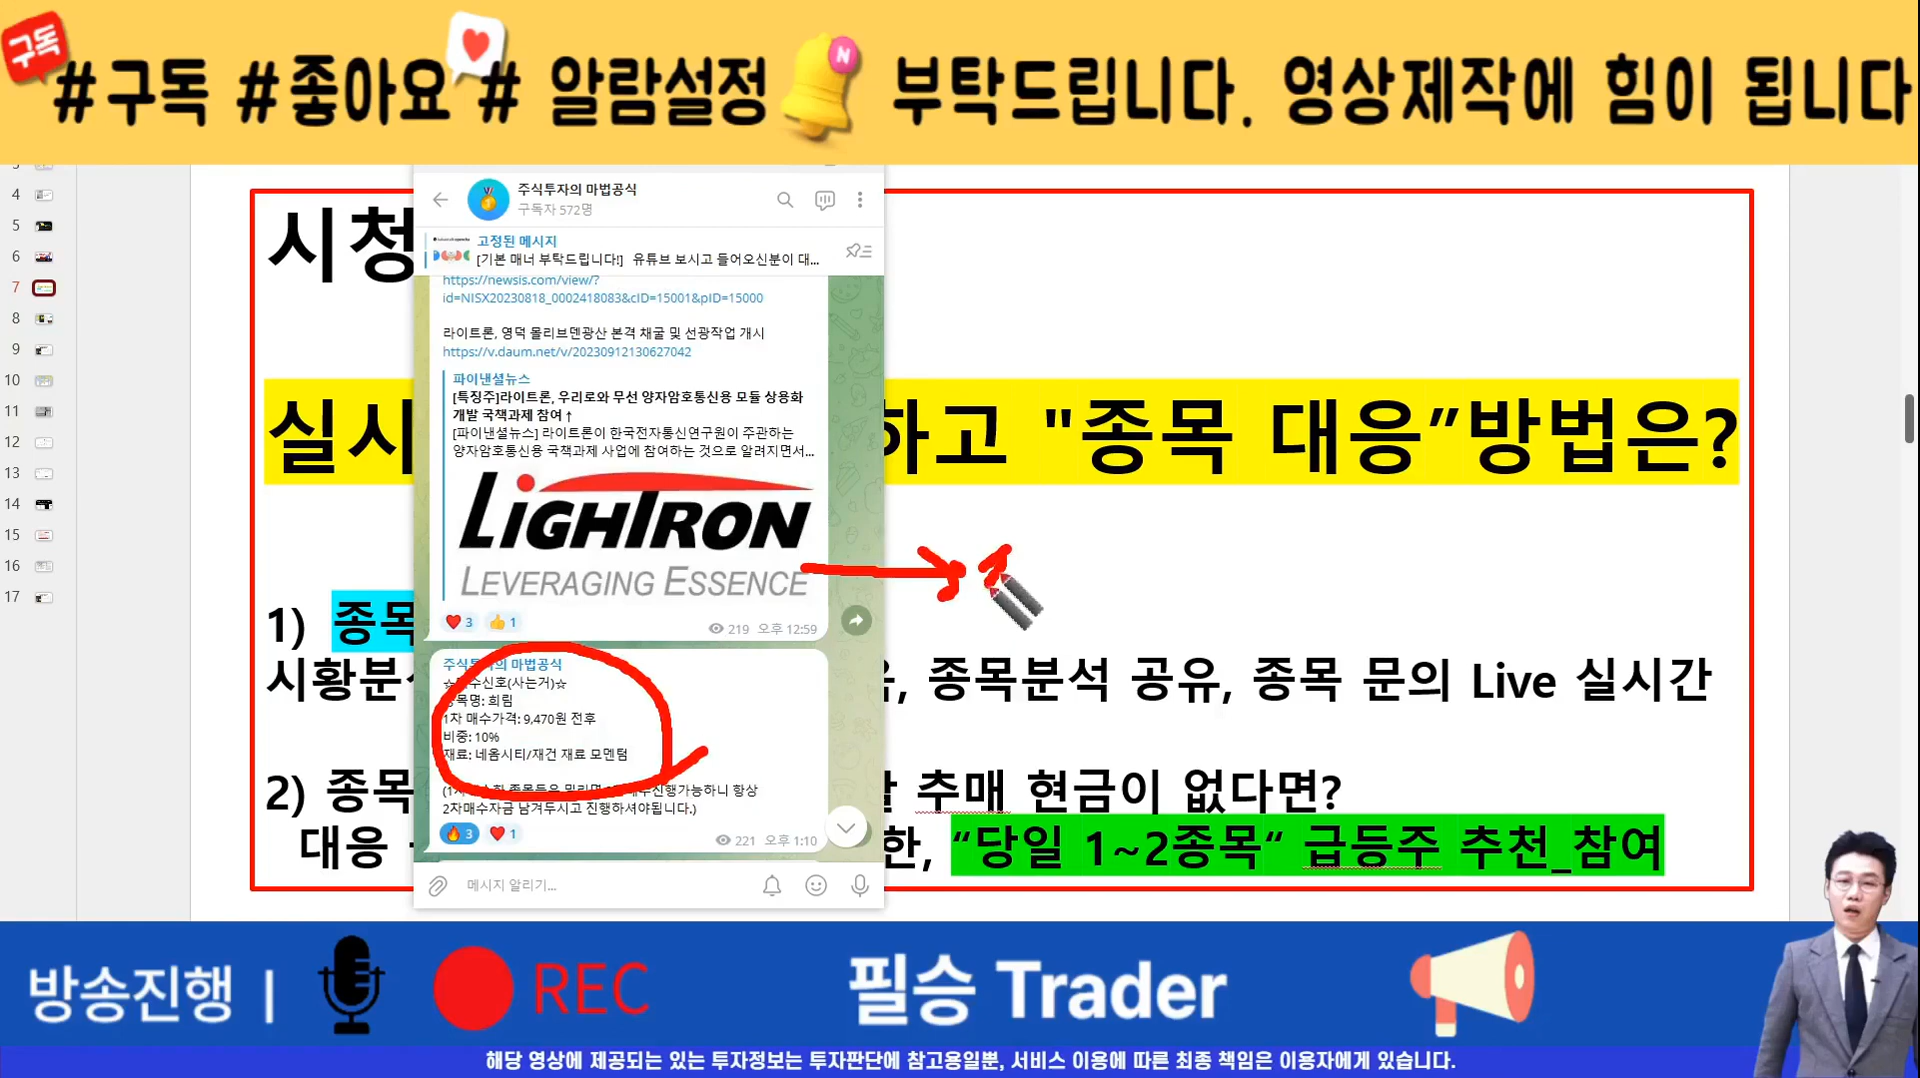 구독
#구독 #좋아요 # 알람설정 N 부탁드립니다. 영상제작에 힘이 됩니다
4
5
6
7
8
9
10
11
12
13
14
15
16
17
시청
실시
하고 "종목 대응”방법은?
1) 종목
시황분
, 종목분석 공유, 종목 문의 Live 실시간
2) 종목
추매 현금이 없다면?
대응
한, “당일 1~2종목“ 급등주 추천_참여
주식투자의 마법공식
구독자 572명
고정된 메시지
[기본 매너 부탁드립니다!] 유튜브 보시고 들어오신분이 대...
https://newsis.com/view/?
id=NISX20230818_0002418083&cID=15001&pID=15000
라이트론, 영덕 몰리브덴광산 본격 채굴 및 선광작업 개시
https://v.daum.net/v/20230912130627042
파이낸셜뉴스
[특징주]라이트론, 우리로와 무선 양자암호통신용 모듈 상용화
개발 국책과제 참여↑
[파이낸셜뉴스] 라이트론이 한국전자통신연구원이 주관하는
양자암호통신용 국책과제 사업에 참여하는 것으로 알려지면서...
LIGHTRON
LEVERAGING ESSENCE
3 1
219 오후 12:59
주식투자의 마법공식
☆매수신호(사는거)☆
종목명: 희림
1차 매수가격: 9,470원 전후
비중: 10%
재료: 네옴시티/재건 재료 모멘텀
항상
2차매수자금 남겨두시고 진행하셔야됩니다.)
3 1
221 오후 1:10
메시지 알리기...
방송진행 | REC 필승 Trader
해당 영상에 제공되는 있는 투자정보는 투자판단에 참고용일뿐, 서비스 이용에 따른 최종 책임은 이용자에게 있습니다.